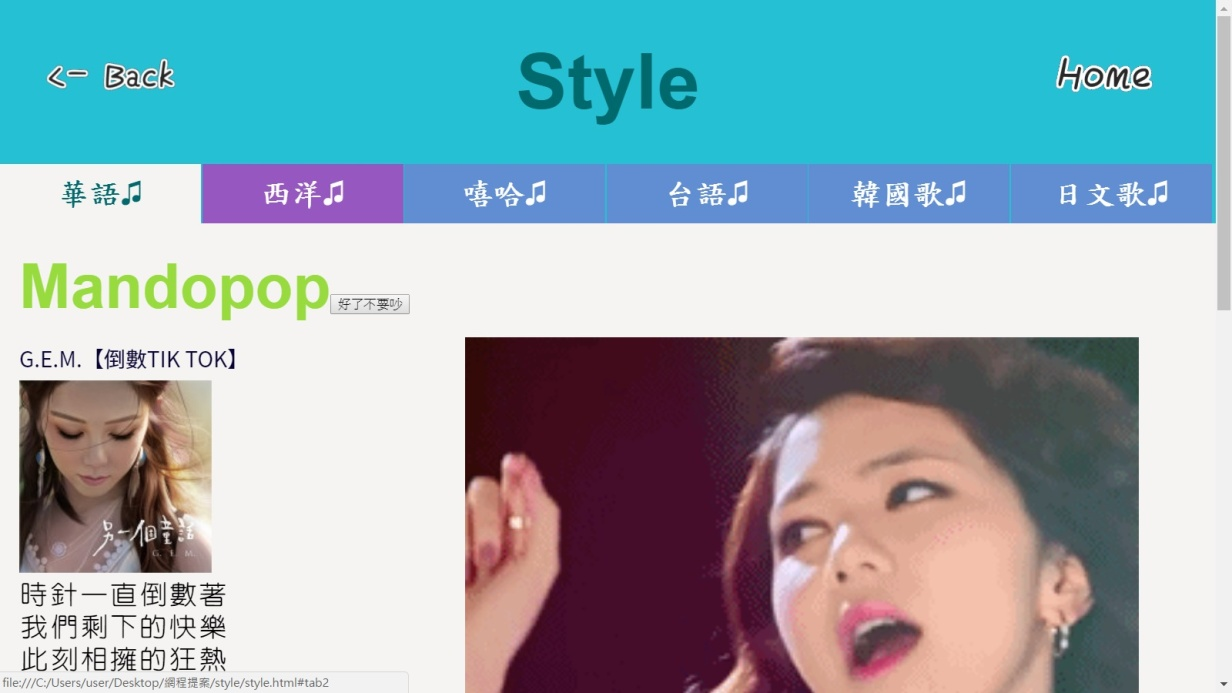 <- Back
Style
Home
華語♫
西洋♫
嘻哈♫
台語♫
韓國歌♫
日文歌♫
Mandopop
好了不要吵
G.E.M.【倒數TIK TOK】
另一個童話
G.E.M.
時針一直倒數著
我們剩下的快樂
此刻相擁的狂熱
file:///C:/Users/user/Desktop/網程提案/style/style.html#tab2